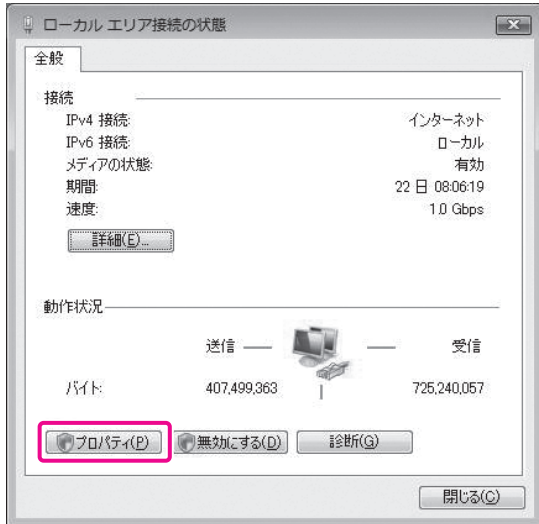 ローカル エリア接続の状態
全般
接続
IPv4 接続: インターネット
IPv6 接続: ローカル
メディアの状態: 有効
期間: 22 日 08:06:19
速度: 1.0 Gbps
詳細(E)...
動作状況
送信 受信
バイト: 407,499,363 725,240,057
プロパティ(P) 無効にする(D) 診断(G)
閉じる(C)